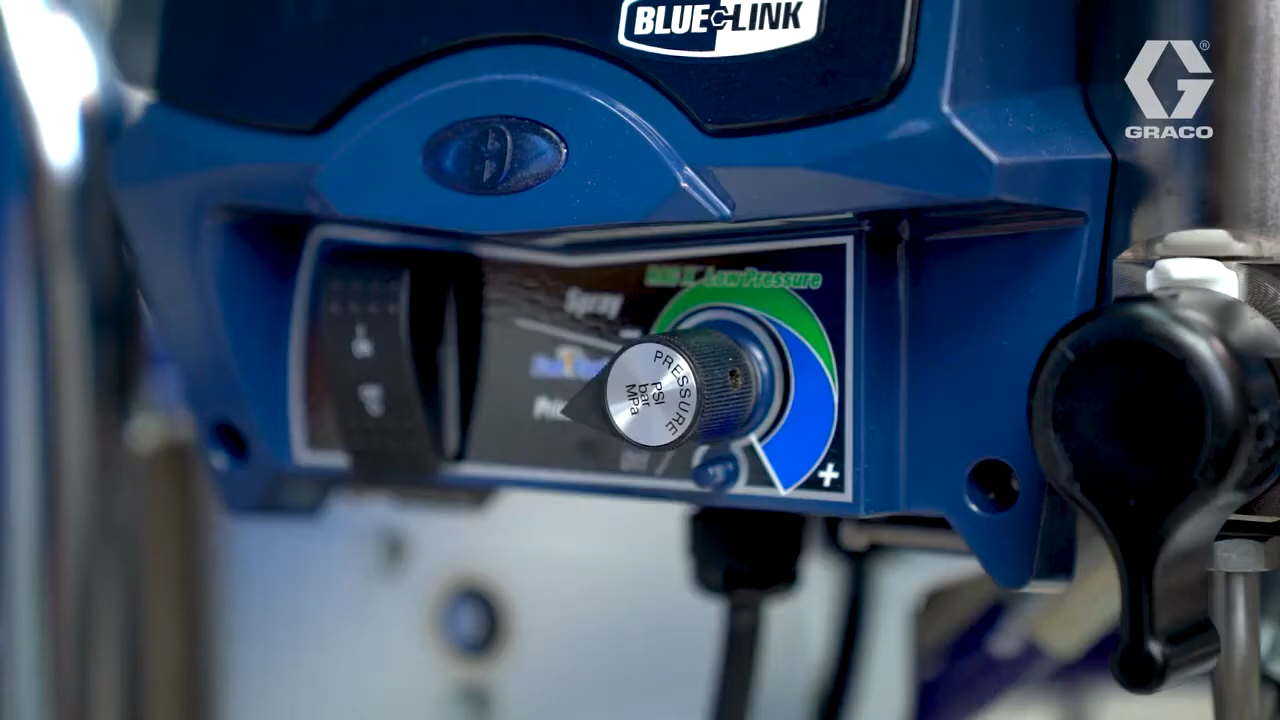 BLUE LINK
GRACO
Low Pressure
Spray
PRESSURE
PSI
bar
MPa
+